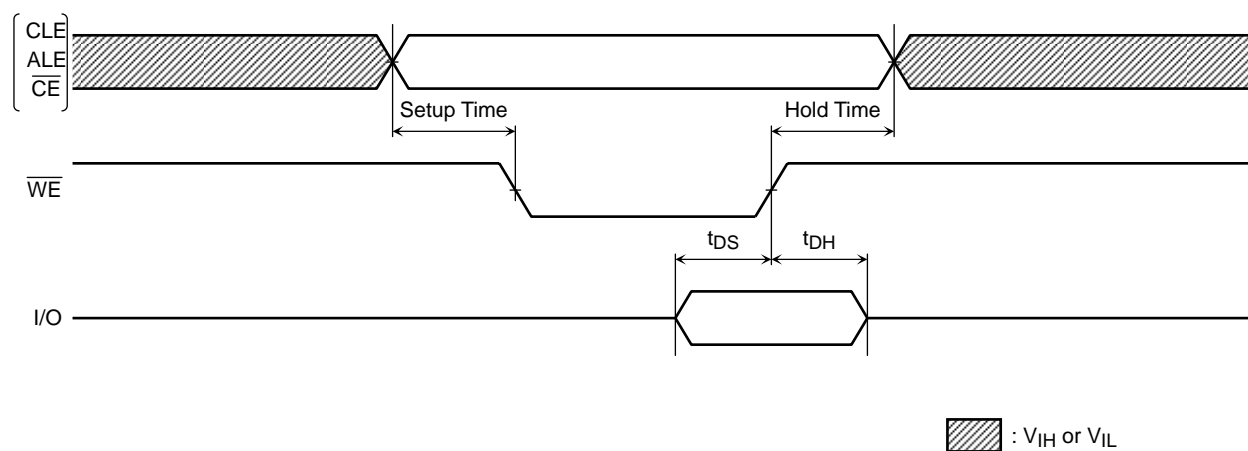 CLE
ALE
CE
Setup Time
Hold Time
WE
tDS
tDH
I/O
: VIH or VIL